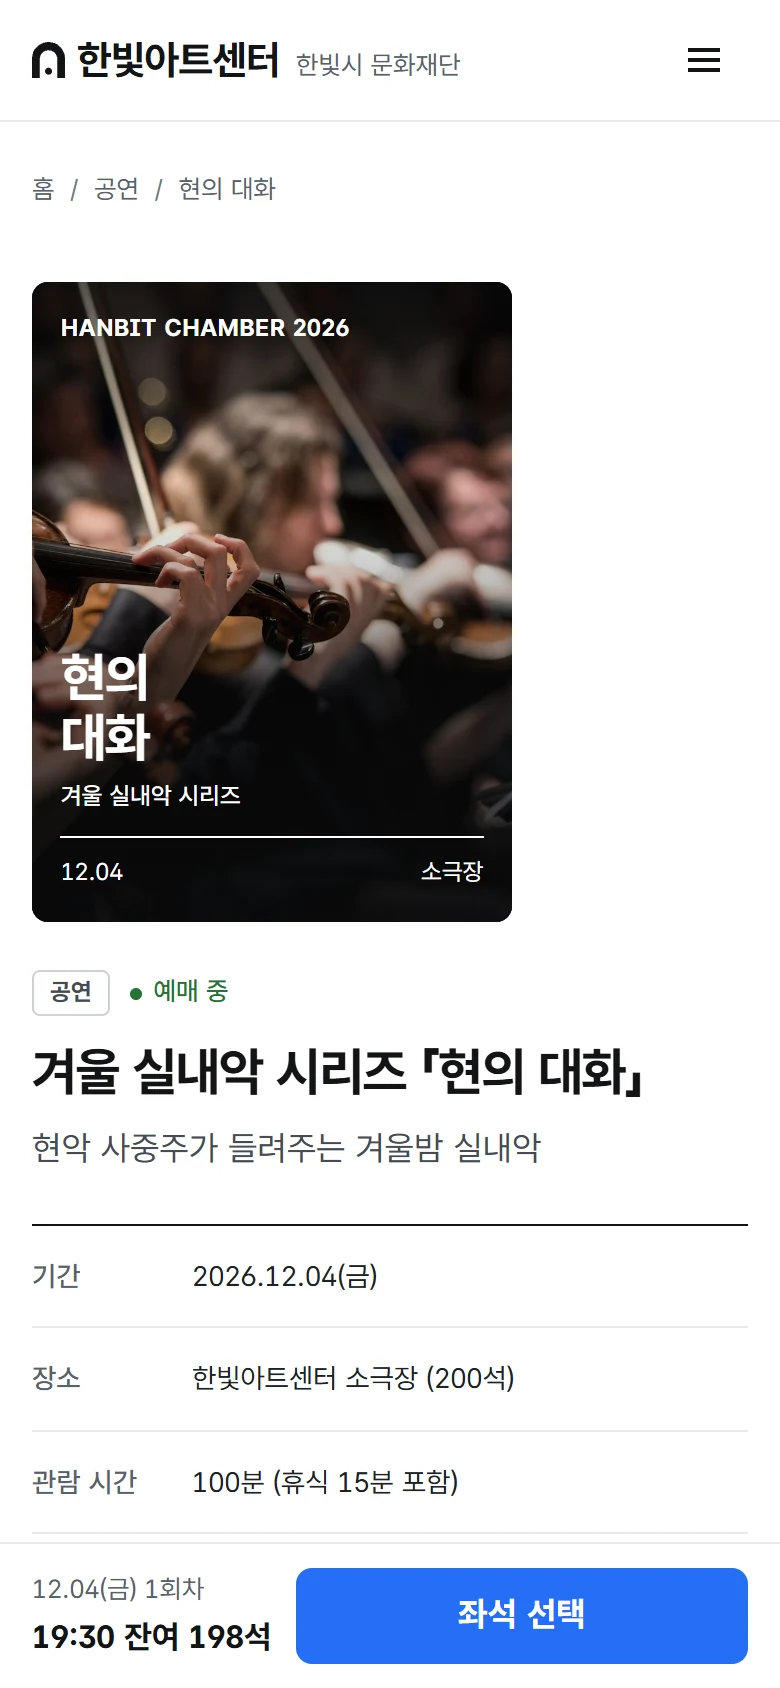 한빛아트센터 한빛시 문화재단
홈 / 공연 / 현의 대화
HANBIT CHAMBER 2026
현의
대화
겨울 실내악 시리즈
12.04 소극장
공연 예매 중
겨울 실내악 시리즈 「현의 대화」
현악 사중주가 들려주는 겨울밤 실내악
기간 2026.12.04(금)
장소 한빛아트센터 소극장 (200석)
관람 시간 100분 (휴식 15분 포함)
12.04(금) 1회차
19:30 잔여 198석
좌석 선택